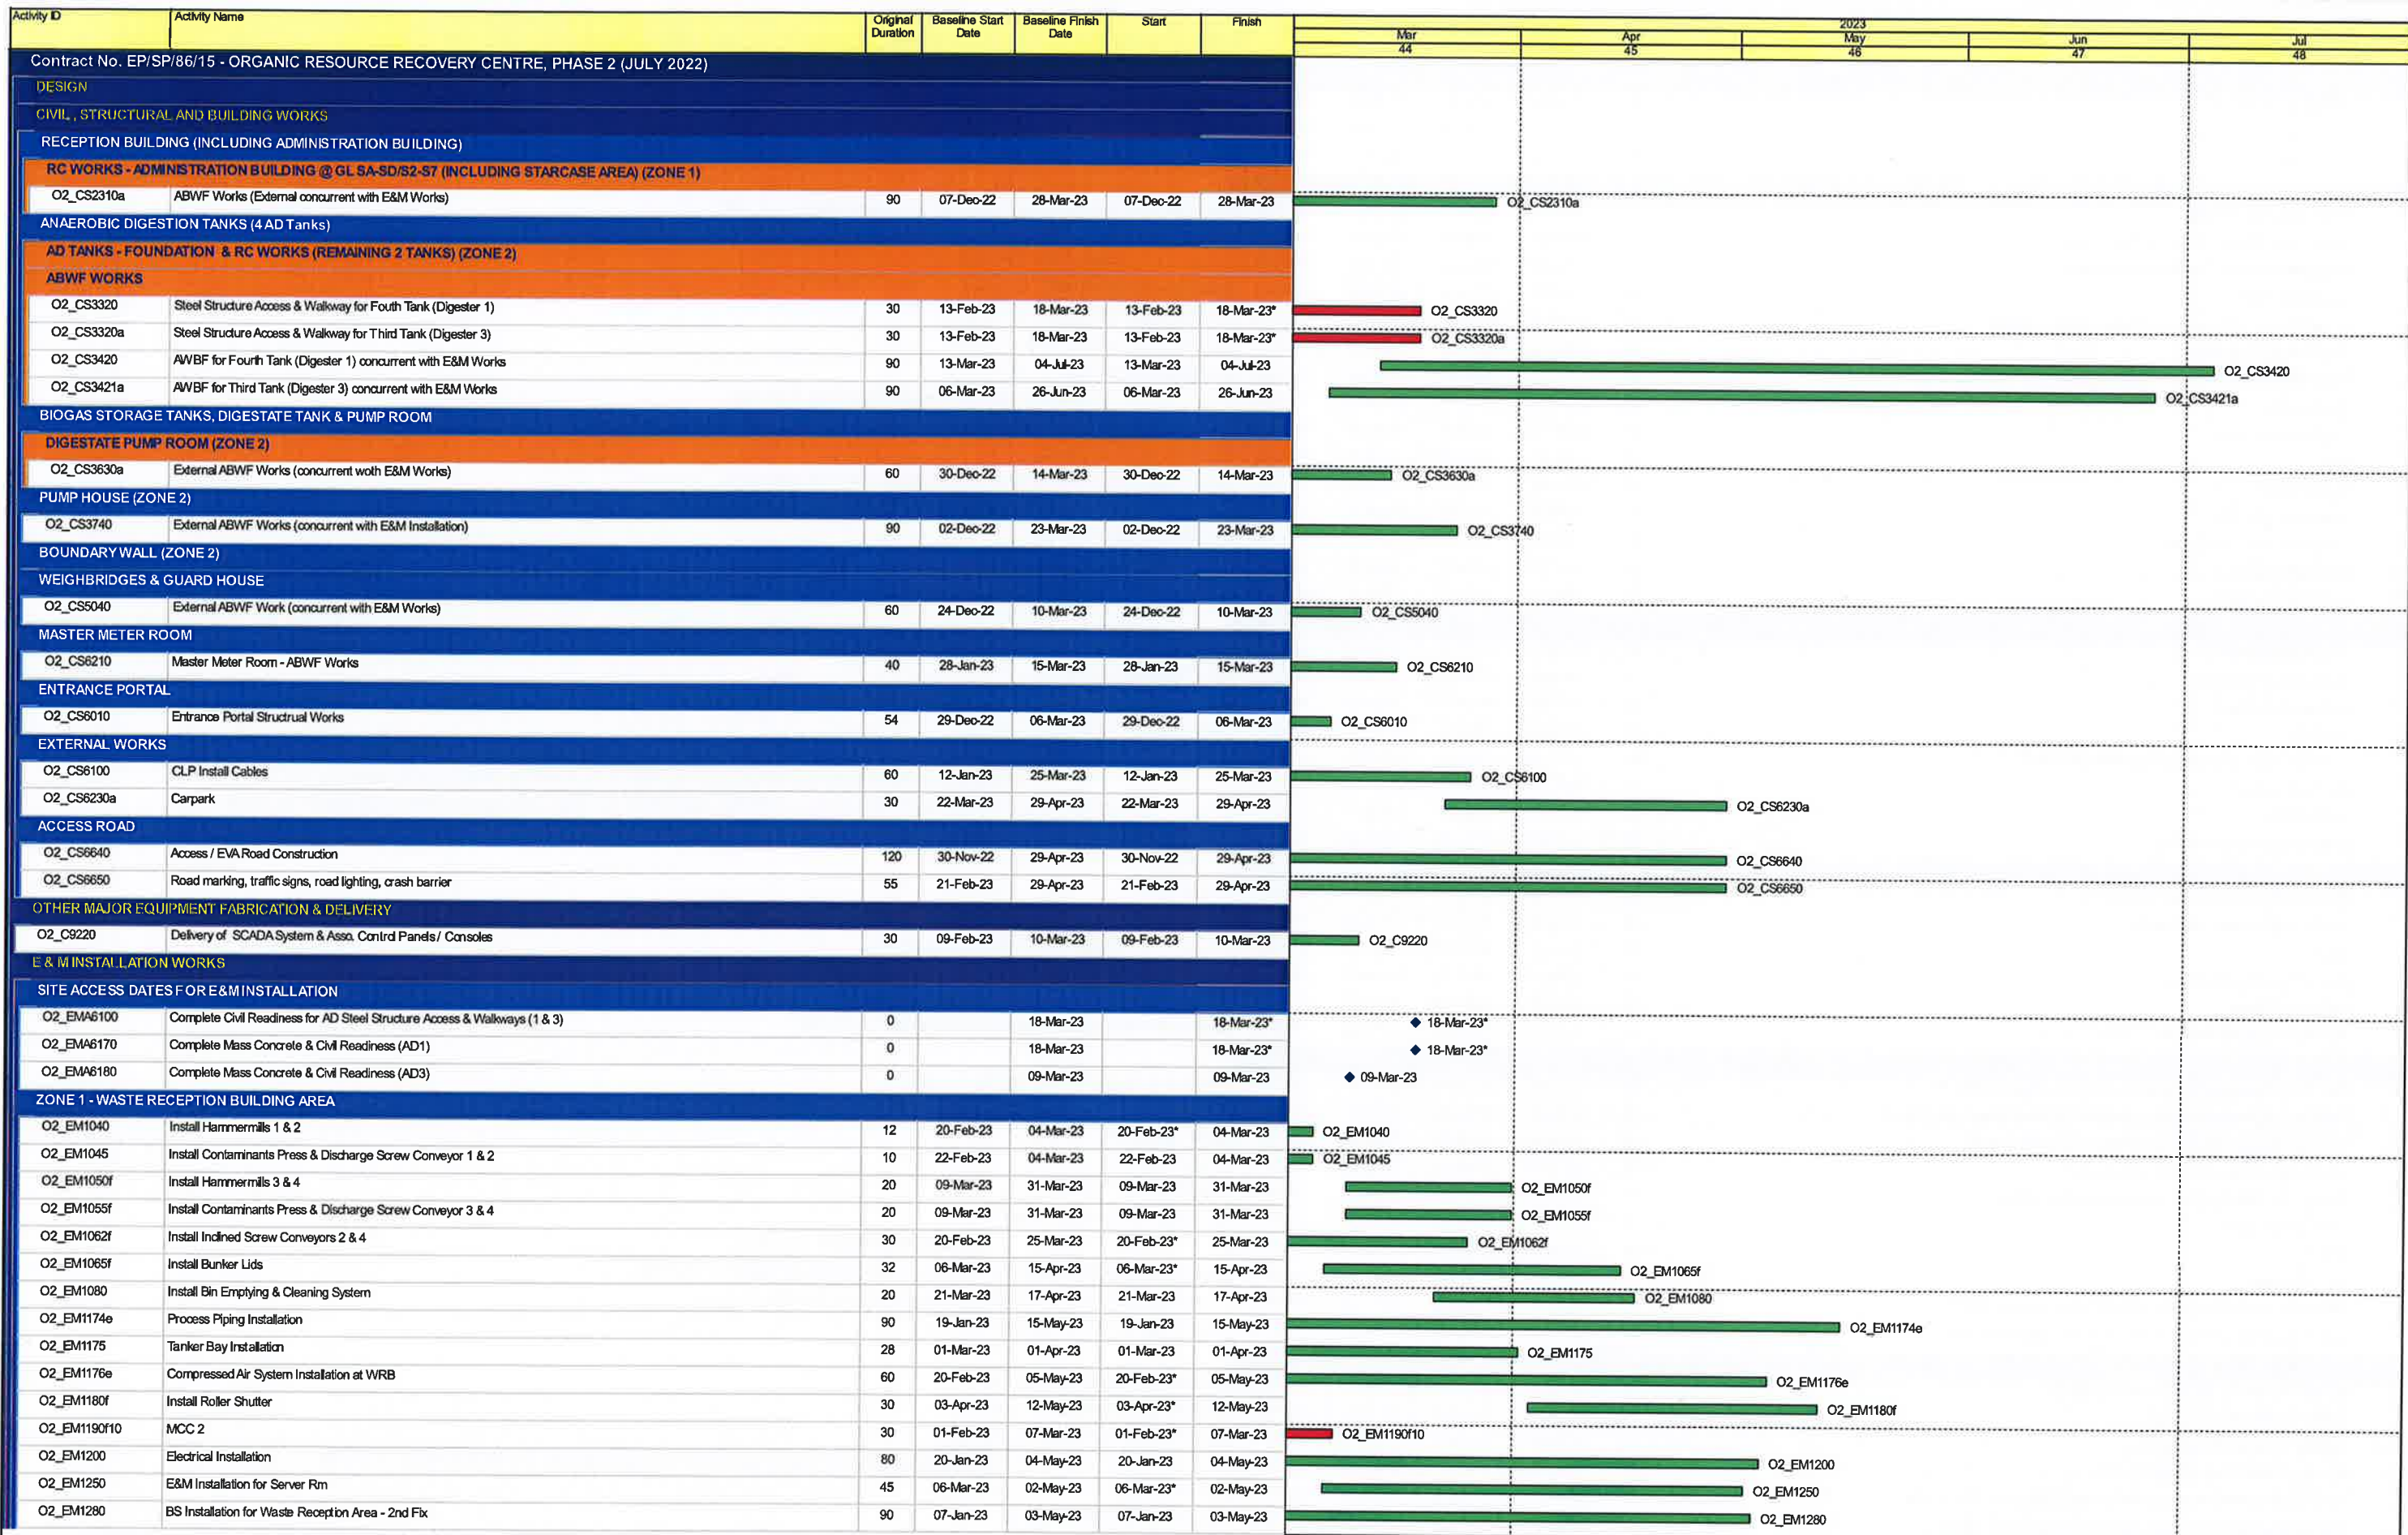 Activity ID Activity Name Original Duration Baseline Start Date Baseline Finish Date Start Finish 2023
Mar Apr May Jun Jul
44 45 46 47 48
Contract No. EP/SP/86/15 - ORGANIC RESOURCE RECOVERY CENTRE, PHASE 2 (JULY 2022)
DESIGN
CIVIL, STRUCTURAL AND BUILDING WORKS
RECEPTION BUILDING (INCLUDING ADMINISTRATION BUILDING)
RC WORKS - ADMINISTRATION BUILDING @ GL SA-SD/S2-S7 (INCLUDING STARCASE AREA) (ZONE 1)
O2_CS2310a ABWF Works (External concurrent with E&M Works) 90 07-Dec-22 28-Mar-23 07-Dec-22 28-Mar-23 O2_CS2310a
ANAEROBIC DIGESTION TANKS (4 AD Tanks)
AD TANKS - FOUNDATION & RC WORKS (REMAINING 2 TANKS) (ZONE 2)
ABWF WORKS
O2_CS3320 Steel Structure Access & Walkway for Fouth Tank (Digester 1) 30 13-Feb-23 18-Mar-23 13-Feb-23 18-Mar-23* O2_CS3320
O2_CS3320a Steel Structure Access & Walkway for Third Tank (Digester 3) 30 13-Feb-23 18-Mar-23 13-Feb-23 18-Mar-23* O2_CS3320a
O2_CS3420 AWBF for Fourth Tank (Digester 1) concurrent with E&M Works 90 13-Mar-23 04-Jul-23 13-Mar-23 04-Jul-23 O2_CS3420
O2_CS3421a AWBF for Third Tank (Digester 3) concurrent with E&M Works 90 06-Mar-23 26-Jun-23 06-Mar-23 26-Jun-23 O2_CS3421a
BIOGAS STORAGE TANKS, DIGESTATE TANK & PUMP ROOM
DIGESTATE PUMP ROOM (ZONE 2)
O2_CS3630a External ABWF Works (concurrent woth E&M Works) 60 30-Dec-22 14-Mar-23 30-Dec-22 14-Mar-23 O2_CS3630a
PUMP HOUSE (ZONE 2)
O2_CS3740 External ABWF Works (concurrent with E&M Installation) 90 02-Dec-22 23-Mar-23 02-Dec-22 23-Mar-23 O2_CS3740
BOUNDARY WALL (ZONE 2)
WEIGHBRIDGES & GUARD HOUSE
O2_CS5040 External ABWF Work (concurrent with E&M Works) 60 24-Dec-22 10-Mar-23 24-Dec-22 10-Mar-23 O2_CS5040
MASTER METER ROOM
O2_CS6210 Master Meter Room - ABWF Works 40 28-Jan-23 15-Mar-23 28-Jan-23 15-Mar-23 O2_CS6210
ENTRANCE PORTAL
O2_CS6010 Entrance Portal Structrual Works 54 29-Dec-22 06-Mar-23 29-Dec-22 06-Mar-23 O2_CS6010
EXTERNAL WORKS
O2_CS6100 CLP Install Cables 60 12-Jan-23 25-Mar-23 12-Jan-23 25-Mar-23 O2_CS6100
O2_CS6230a Carpark 30 22-Mar-23 29-Apr-23 22-Mar-23 29-Apr-23 O2_CS6230a
ACCESS ROAD
O2_CS6640 Access / EVA Road Construction 120 30-Nov-22 29-Apr-23 30-Nov-22 29-Apr-23 O2_CS6640
O2_CS6650 Road marking, traffic signs, road lighting, crash barrier 55 21-Feb-23 29-Apr-23 21-Feb-23 29-Apr-23 O2_CS6650
OTHER MAJOR EQUIPMENT FABRICATION & DELIVERY
O2_C9220 Delivery of SCADA System & Asso. Control Panels / Consoles 30 09-Feb-23 10-Mar-23 09-Feb-23 10-Mar-23 O2_C9220
E & M INSTALLATION WORKS
SITE ACCESS DATES FOR E&M INSTALLATION
O2_EMA6100 Complete Civil Readiness for AD Steel Structure Access & Walkways (1 & 3) 0 18-Mar-23 18-Mar-23* 18-Mar-23*
O2_EMA6170 Complete Mass Concrete & Civil Readiness (AD1) 0 18-Mar-23 18-Mar-23* 18-Mar-23*
O2_EMA6180 Complete Mass Concrete & Civil Readiness (AD3) 0 09-Mar-23 09-Mar-23 09-Mar-23
ZONE 1 - WASTE RECEPTION BUILDING AREA
O2_EM1040 Install Hammermills 1 & 2 12 20-Feb-23 04-Mar-23 20-Feb-23* 04-Mar-23 O2_EM1040
O2_EM1045 Install Contaminants Press & Discharge Screw Conveyor 1 & 2 10 22-Feb-23 04-Mar-23 22-Feb-23 04-Mar-23 O2_EM1045
O2_EM1050f Install Hammermills 3 & 4 20 09-Mar-23 31-Mar-23 09-Mar-23 31-Mar-23 O2_EM1050f
O2_EM1055f Install Contaminants Press & Discharge Screw Conveyor 3 & 4 20 09-Mar-23 31-Mar-23 09-Mar-23 31-Mar-23 O2_EM1055f
O2_EM1062f Install Inclined Screw Conveyors 2 & 4 30 20-Feb-23 25-Mar-23 20-Feb-23* 25-Mar-23 O2_EM1062f
O2_EM1065f Install Bunker Lids 32 06-Mar-23 15-Apr-23 06-Mar-23* 15-Apr-23 O2_EM1065f
O2_EM1080 Install Bin Emptying & Cleaning System 20 21-Mar-23 17-Apr-23 21-Mar-23 17-Apr-23 O2_EM1080
O2_EM1174e Process Piping Installation 90 19-Jan-23 15-May-23 19-Jan-23 15-May-23 O2_EM1174e
O2_EM1175 Tanker Bay Installation 28 01-Mar-23 01-Apr-23 01-Mar-23 01-Apr-23 O2_EM1175
O2_EM1176e Compressed Air System Installation at WRB 60 20-Feb-23 05-May-23 20-Feb-23* 05-May-23 O2_EM1176e
O2_EM1180f Install Roller Shutter 30 03-Apr-23 12-May-23 03-Apr-23* 12-May-23 O2_EM1180f
O2_EM1190f10 MCC 2 30 01-Feb-23 07-Mar-23 01-Feb-23* 07-Mar-23 O2_EM1190f10
O2_EM1200 Electrical Installation 80 20-Jan-23 04-May-23 20-Jan-23 04-May-23 O2_EM1200
O2_EM1250 E&M Installation for Server Rm 45 06-Mar-23 02-May-23 06-Mar-23* 02-May-23 O2_EM1250
O2_EM1280 BS Installation for Waste Reception Area - 2nd Fix 90 07-Jan-23 03-May-23 07-Jan-23 03-May-23 O2_EM1280